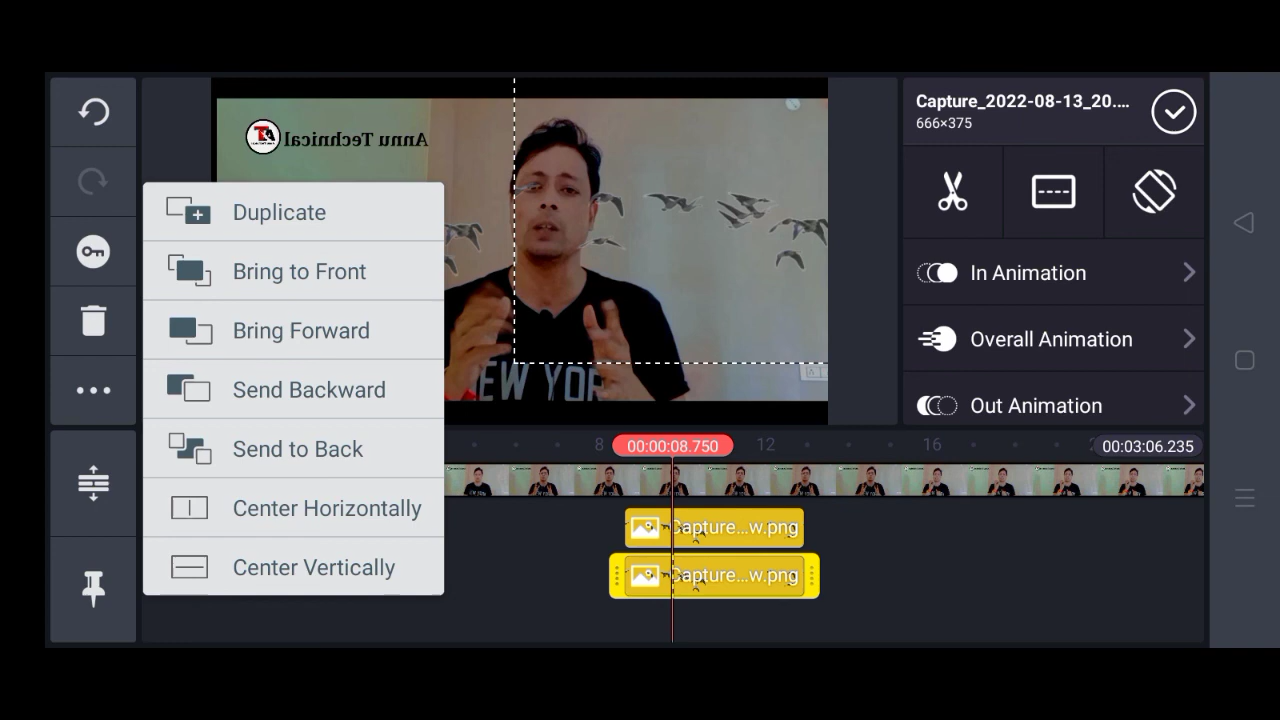 Capture_2022-08-13_20....
666×375
Annu Technical
Duplicate
Bring to Front
Bring Forward
Send Backward
Send to Back
Center Horizontally
Center Vertically
In Animation
Overall Animation
Out Animation
8
00:00:08.750
12
16
00:03:06.235
Capture...w.png
Capture...w.png
EW YOR